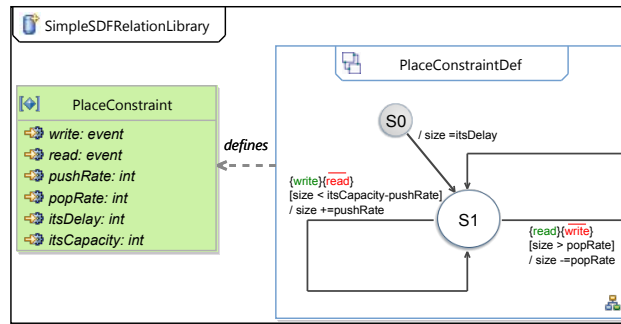 SimpleSDFRelationLibrary
PlaceConstraint
write: event
read: event
pushRate: int
popRate: int
itsDelay: int
itsCapacity: int
defines
PlaceConstraintDef
S0
/ size =itsDelay
{write}{read}
[size < itsCapacity-pushRate]
/ size +=pushRate
S1
{read}{write}
[size > popRate]
/ size -=popRate